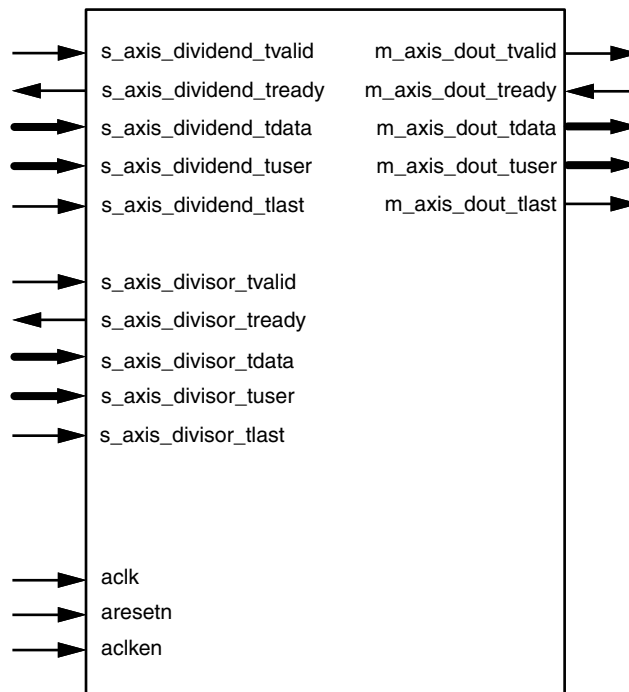 s_axis_dividend_tvalid m_axis_dout_tvalid
s_axis_dividend_tready m_axis_dout_tready
s_axis_dividend_tdata m_axis_dout_tdata
s_axis_dividend_tuser m_axis_dout_tuser
s_axis_dividend_tlast m_axis_dout_tlast
s_axis_divisor_tvalid
s_axis_divisor_tready
s_axis_divisor_tdata
s_axis_divisor_tuser
s_axis_divisor_tlast
aclk
aresetn
aclken